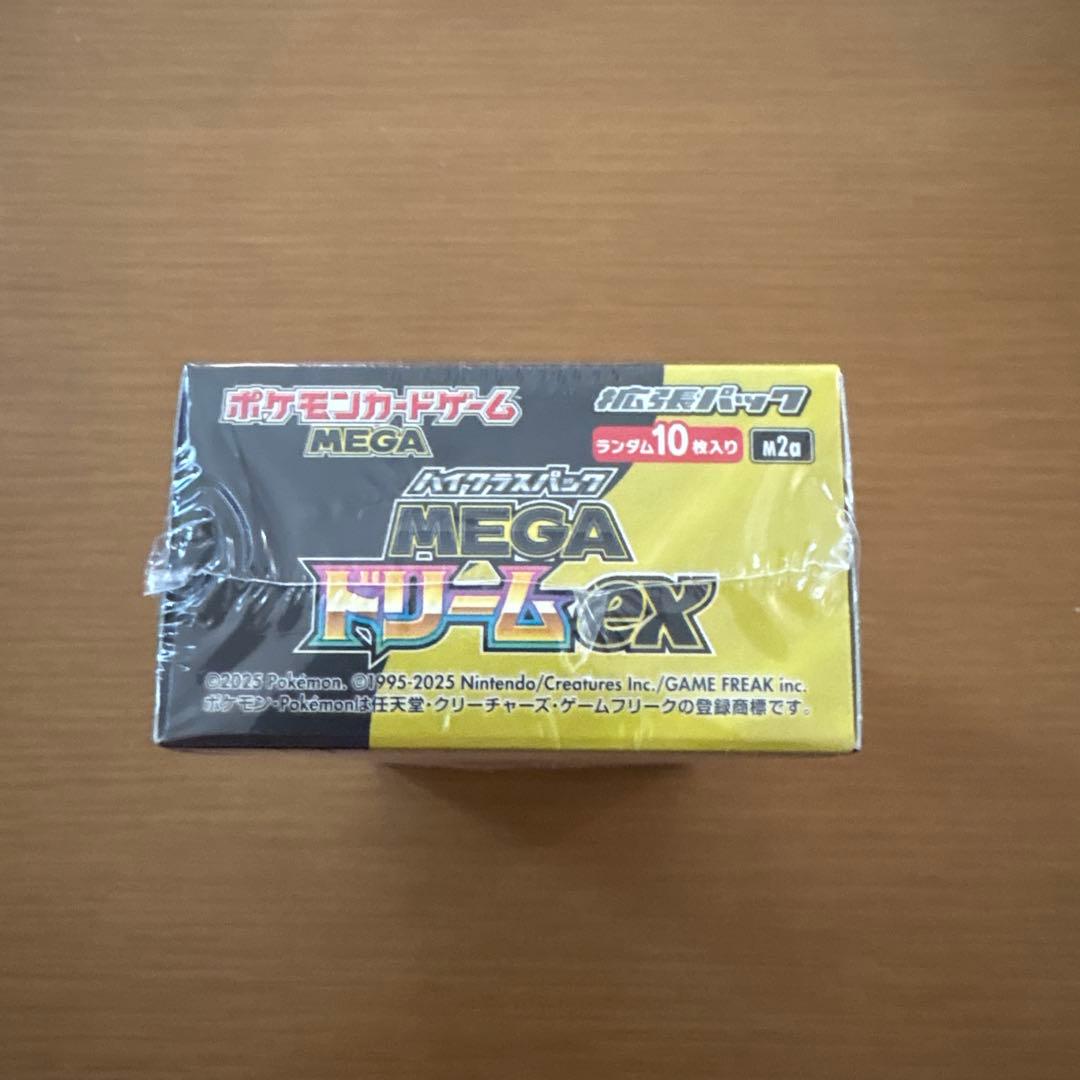 ポケモンカードゲーム
MEGA
拡張パック
ランダム10枚入り M2a
ハイクラスパック
MEGA
ドリームex
©2025 Pokémon. ©1995-2025 Nintendo/Creatures Inc./GAME FREAK inc.
ポケモン・Pokémonは任天堂・クリーチャーズ・ゲームフリークの登録商標です。